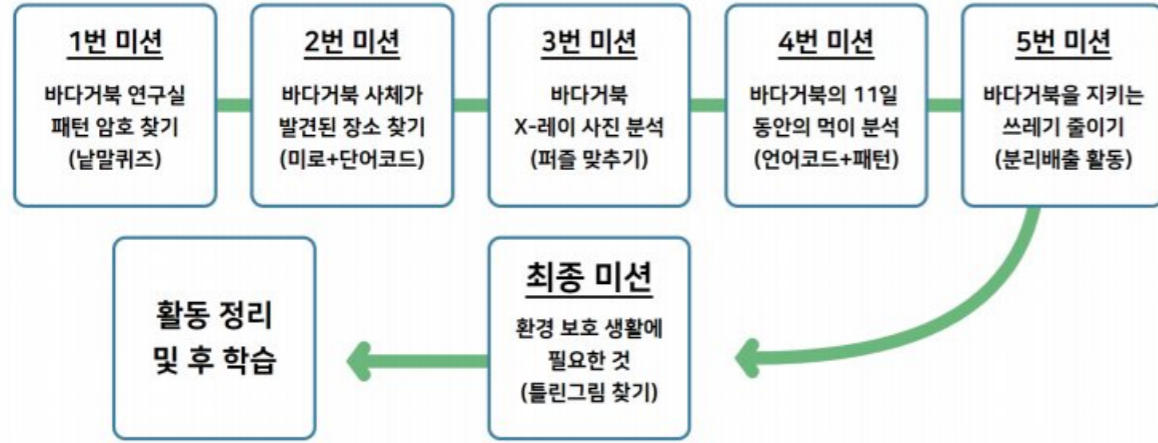 1번 미션
바다거북 연구실
패턴 암호 찾기
(낱말퀴즈)
2번 미션
바다거북 사체가
발견된 장소 찾기
(미로+단어코드)
3번 미션
바다거북
X-레이 사진 분석
(퍼즐 맞추기)
4번 미션
바다거북의 11일
동안의 먹이 분석
(언어코드+패턴)
5번 미션
바다거북을 지키는
쓰레기 줄이기
(분리배출 활동)
최종 미션
환경 보호 생활에
필요한 것
(틀린그림 찾기)
활동 정리
및 후 학습